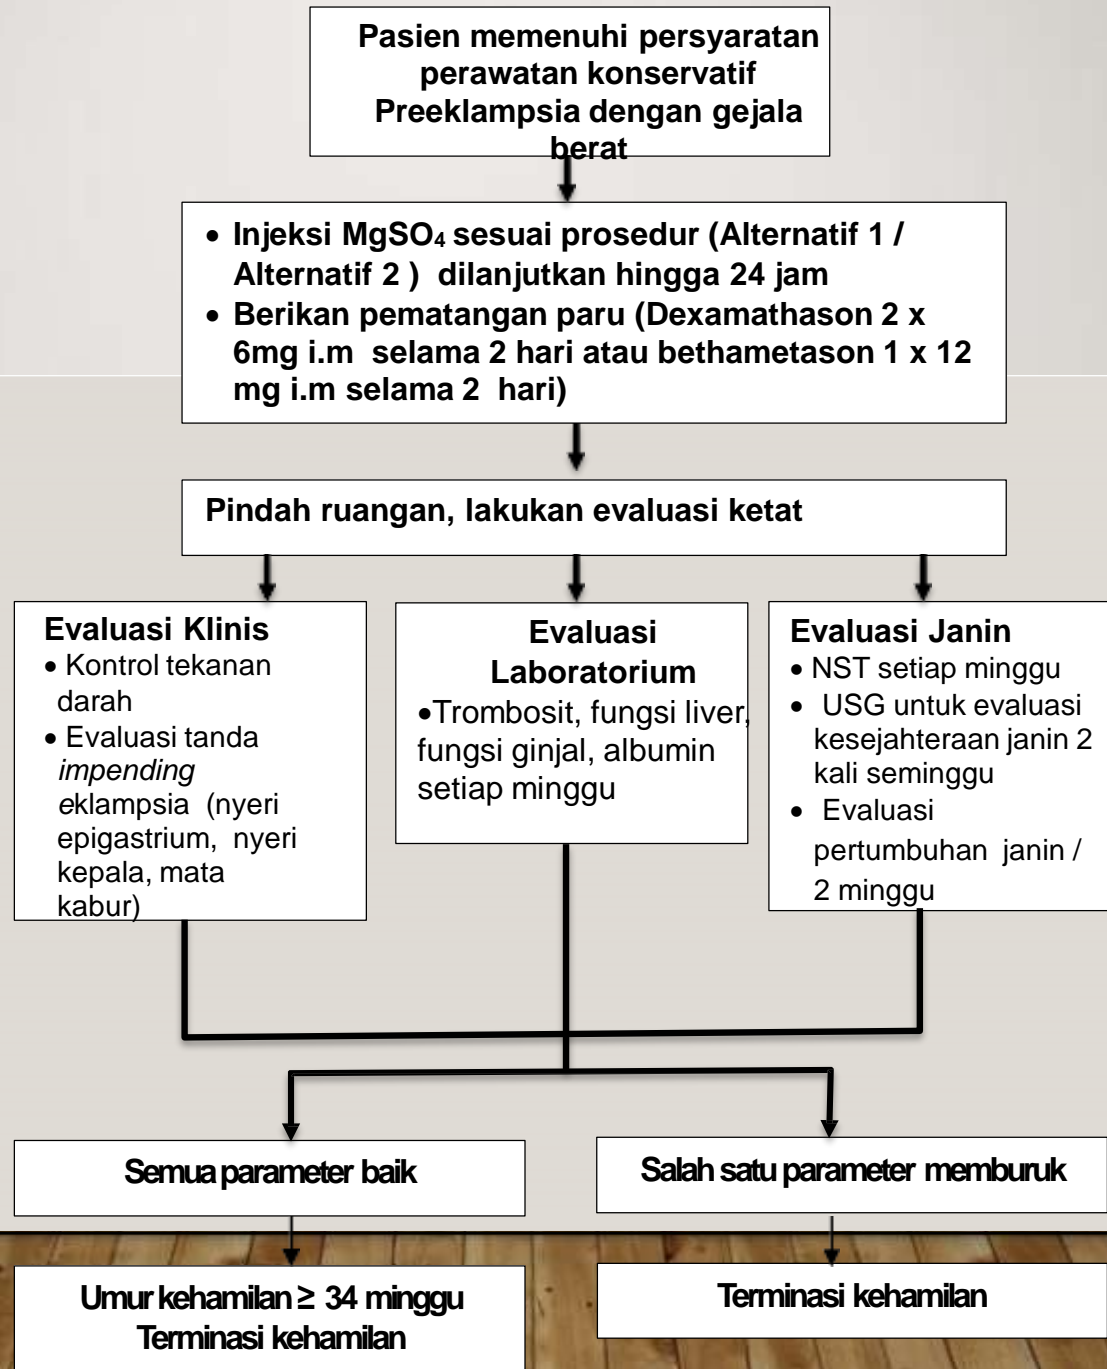 Pasien memenuhi persyaratan
perawatan konservatif
Preeklampsia dengan gejala
berat
• Injeksi MgSO₄ sesuai prosedur (Alternatif 1 /
Alternatif 2 ) dilanjutkan hingga 24 jam
• Berikan pematangan paru (Dexamathason 2 x
6mg i.m selama 2 hari atau bethametason 1 x 12
mg i.m selama 2 hari)
Pindah ruangan, lakukan evaluasi ketat
Evaluasi Klinis
• Kontrol tekanan
darah
• Evaluasi tanda
impending
eklampsia (nyeri
epigastrium, nyeri
kepala, mata
kabur)
Evaluasi
Laboratorium
•Trombosit, fungsi liver,
fungsi ginjal, albumin
setiap minggu
Evaluasi Janin
• NST setiap minggu
• USG untuk evaluasi
kesejahteraan janin 2
kali seminggu
• Evaluasi
pertumbuhan janin /
2 minggu
Semua parameter baik
Salah satu parameter memburuk
Umur kehamilan ≥ 34 minggu
Terminasi kehamilan
Terminasi kehamilan